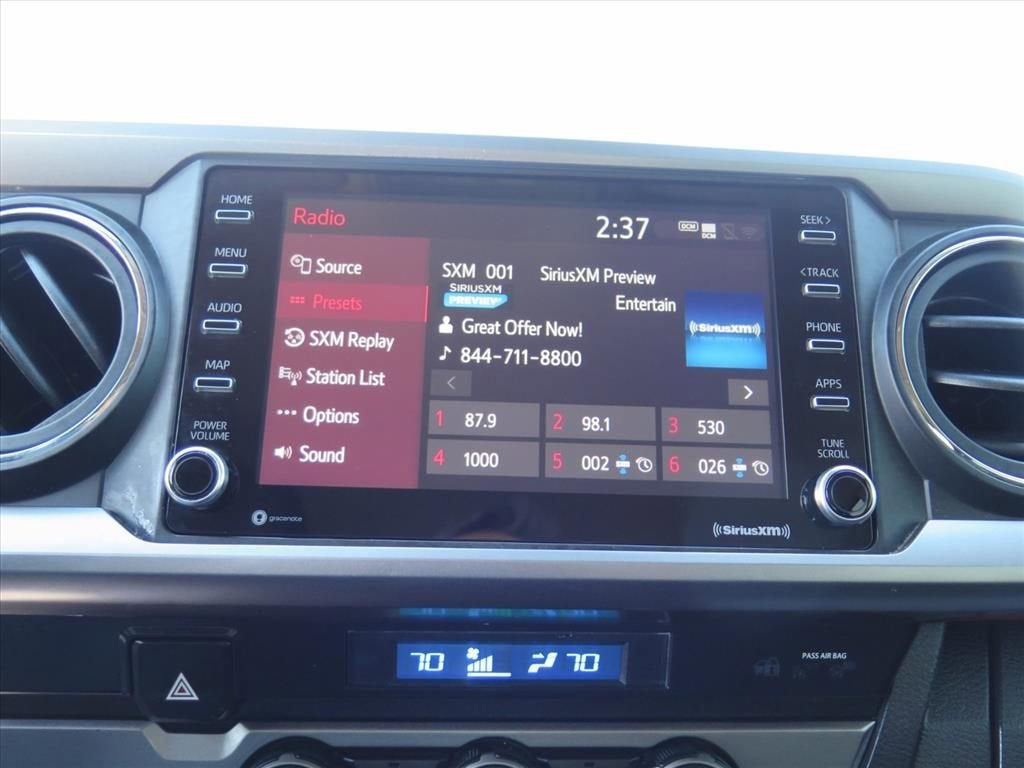 HOME
MENU
AUDIO
MAP
POWER
VOLUME
gracenote
Radio
2:37
DCM
DCM
Source
Presets
SXM Replay
Station List
Options
Sound
SXM 001 SiriusXM Preview
SIRIUSXM
PREVIEW
Entertain
Great Offer Now!
844-711-8800
SiriusXM
< >
1 87.9 2 98.1 3 530
4 1000 5 002 6 026
SEEK >
< TRACK
PHONE
APPS
TUNE
SCROLL
SiriusXM
70 70
PASS AIR BAG